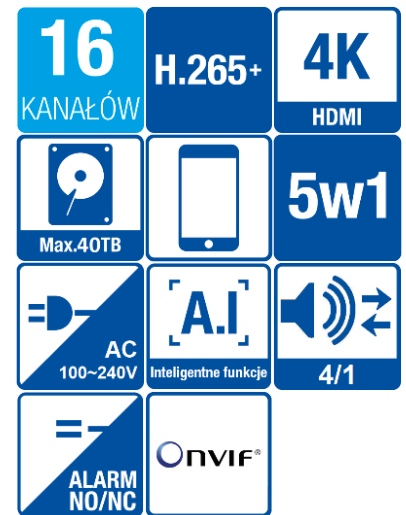 16
KANAŁÓW
H.265+
4K
HDMI
Max.40TB
5w1
AC
100~240V
A.I
Inteligentne funkcje
4/1
ALARM
NO/NC
ONVIF®